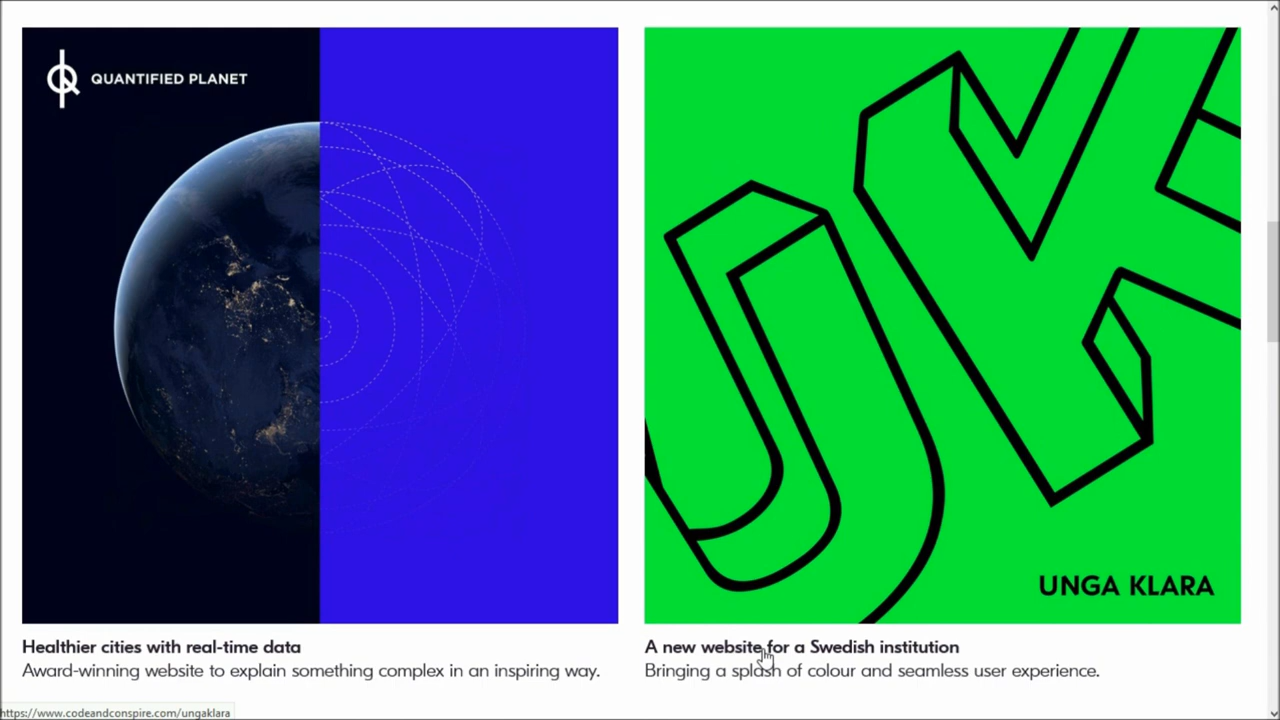 QUANTIFIED PLANET
UK
UNGA KLARA
Healthier cities with real-time data
Award-winning website to explain something complex in an inspiring way.
A new website for a Swedish institution
Bringing a splash of colour and seamless user experience.
https://www.codeandconspire.com/ungaklara